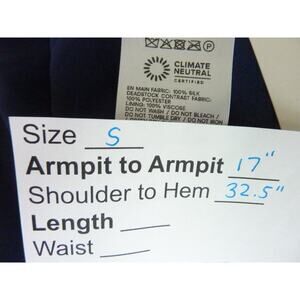 CLIMATE
NEUTRAL
CERTIFIED
EN MAIN FABRIC: 100% SILK
DEADSTOCK CONTRAST FABRIC:
100% POLYESTER
LINING: 100% VISCOSE
DO NOT WASH / DO NOT BLEACH /
DO NOT TUMBLE DRY / DO NOT IRON
Size S
Armpit to Armpit 17"
Shoulder to Hem 32.5"
Length
Waist